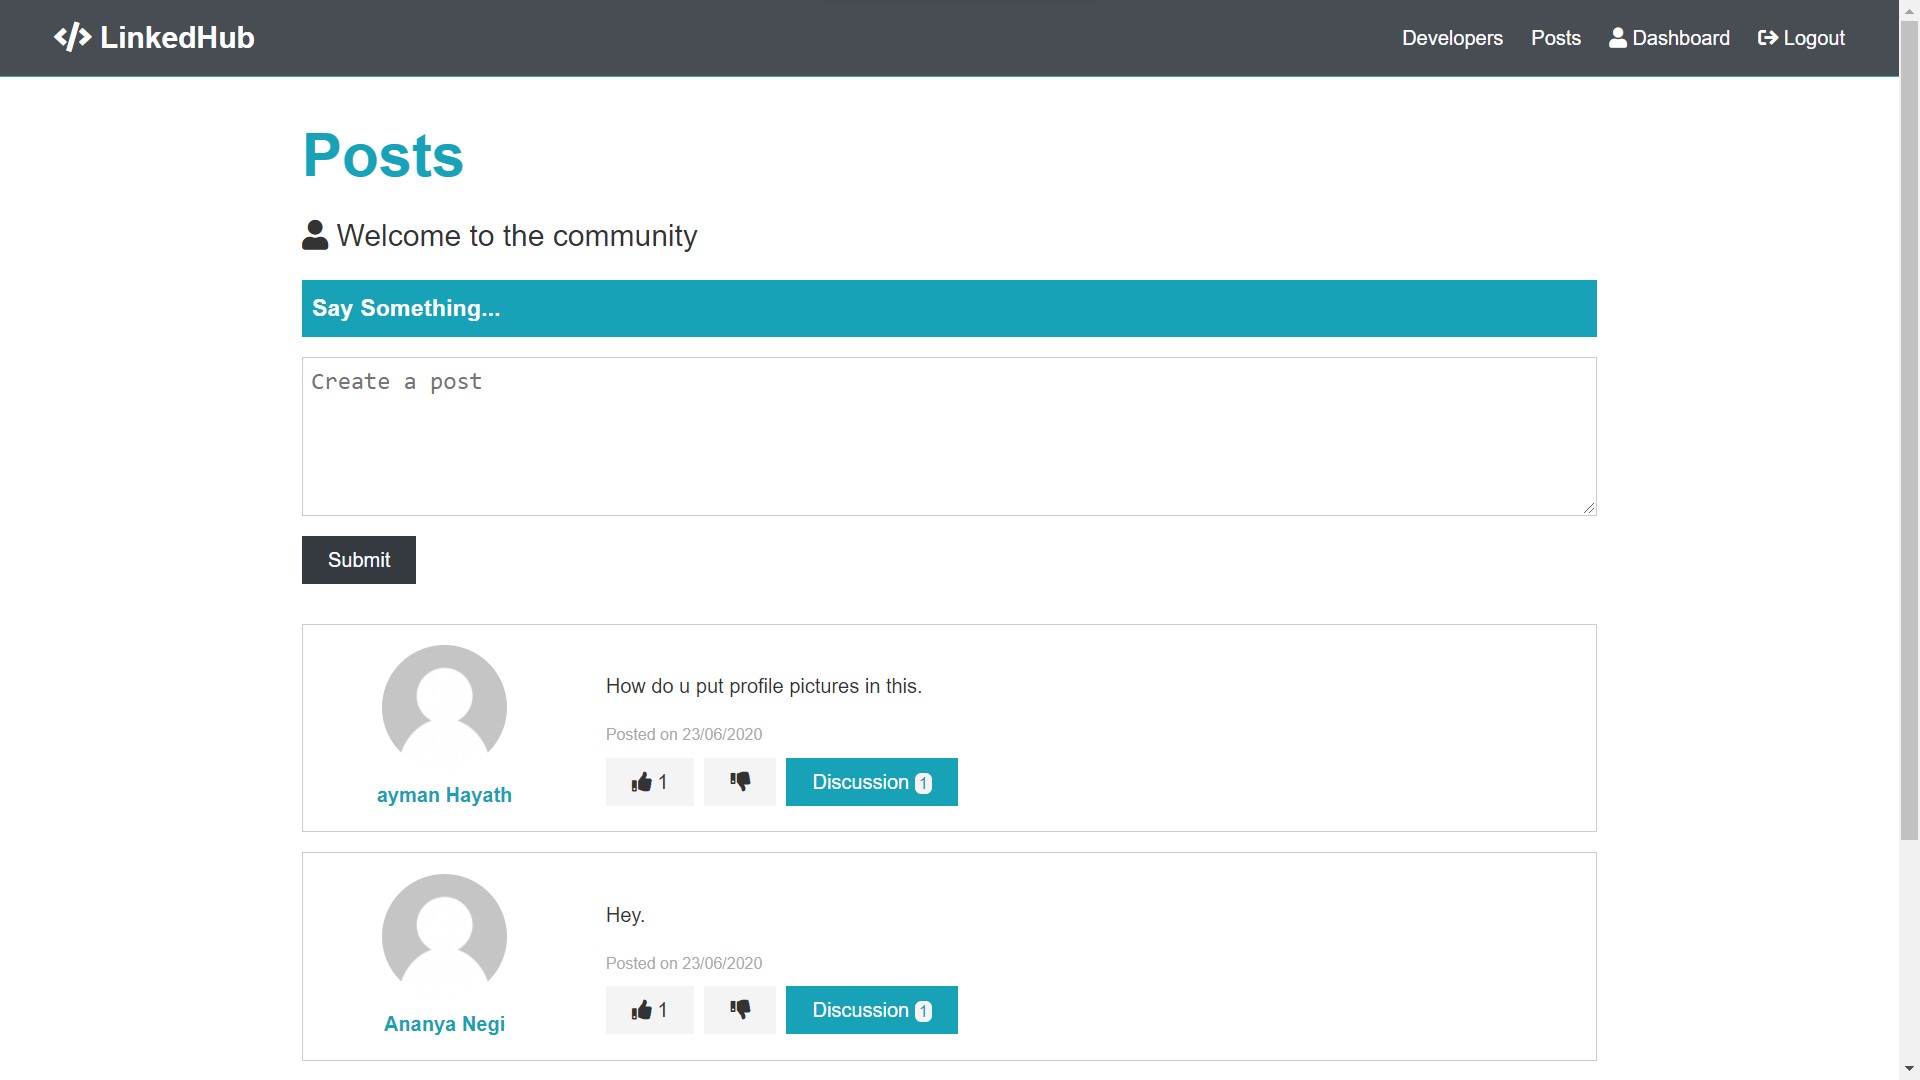 LinkedHub
Developers Posts Dashboard Logout
Posts
Welcome to the community
Say Something...
Create a post
Submit
How do u put profile pictures in this.
Posted on 23/06/2020
1 Discussion 1
ayman Hayath
Hey.
Posted on 23/06/2020
1 Discussion 1
Ananya Negi